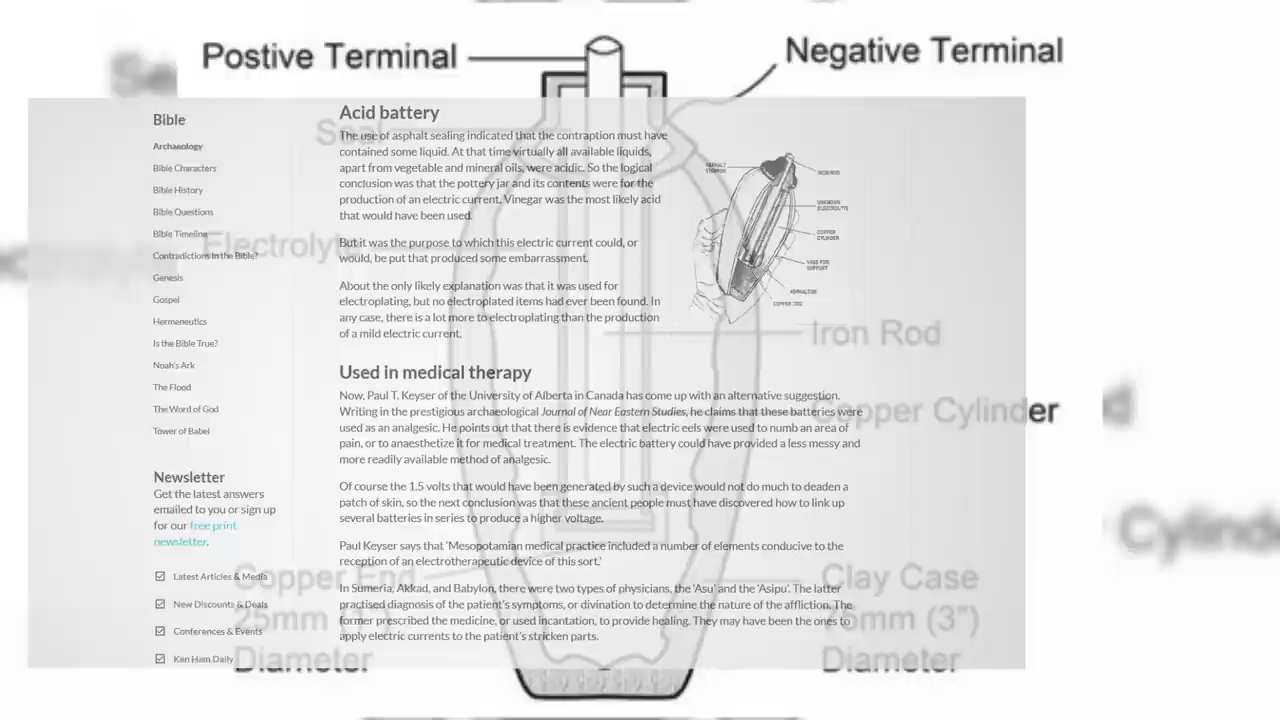 Postive Terminal
Negative Terminal
Se
Seal
Electrolyte
Iron Rod
Copper Cylinder
Cylinde
Copper End
25mm (1")
Diameter
Clay Case
75mm (3”)
Diameter
Bible
Archaeology
Bible Characters
Bible History
Bible Questions
Bible Timeline
Contradictions in the Bible?
Genesis
Gospel
Hermeneutics
Is the Bible True?
Noah's Ark
The Flood
The Word of God
Tower of Babel
Newsletter
Get the latest answers
emailed to you or sign up
for our free print
newsletter.
Latest Articles & Media
New Discounts & Deals
Conferences & Events
Ken Ham Daily
Acid battery
The use of asphalt sealing indicated that the contraption must have
contained some liquid. At that time virtually all available liquids,
apart from vegetable and mineral oils, were acidic. So the logical
conclusion was that the pottery jar and its contents were for the
production of an electric current. Vinegar was the most likely acid
that would have been used.
But it was the purpose to which this electric current could, or
would, be put that produced some embarrassment.
About the only likely explanation was that it was used for
electroplating, but no electroplated items had ever been found. In
any case, there is a lot more to electroplating than the production
of a mild electric current.
ASPHALT
STOPPER
IRON ROD
UNKNOWN
ELECTROLYTE
COPPER
CYLINDER
VASE FOR
SUPPORT
ASPHALTUM
COPPER DISC
Used in medical therapy
Now, Paul T. Keyser of the University of Alberta in Canada has come up with an alternative suggestion.
Writing in the prestigious archaeological Journal of Near Eastern Studies, he claims that these batteries were
used as an analgesic. He points out that there is evidence that electric eels were used to numb an area of
pain, or to anaesthetize it for medical treatment. The electric battery could have provided a less messy and
more readily available method of analgesic.
Of course the 1.5 volts that would have been generated by such a device would not do much to deaden a
patch of skin, so the next conclusion was that these ancient people must have discovered how to link up
several batteries in series to produce a higher voltage.
Paul Keyser says that ‘Mesopotamian medical practice included a number of elements conducive to the
reception of an electrotherapeutic device of this sort.’
In Sumeria, Akkad, and Babylon, there were two types of physicians, the ‘Asu’ and the ‘Asipu’. The latter
practised diagnosis of the patient’s symptoms, or divination to determine the nature of the affliction. The
former prescribed the medicine, or used incantation, to provide healing. They may have been the ones to
apply electric currents to the patient’s stricken parts.